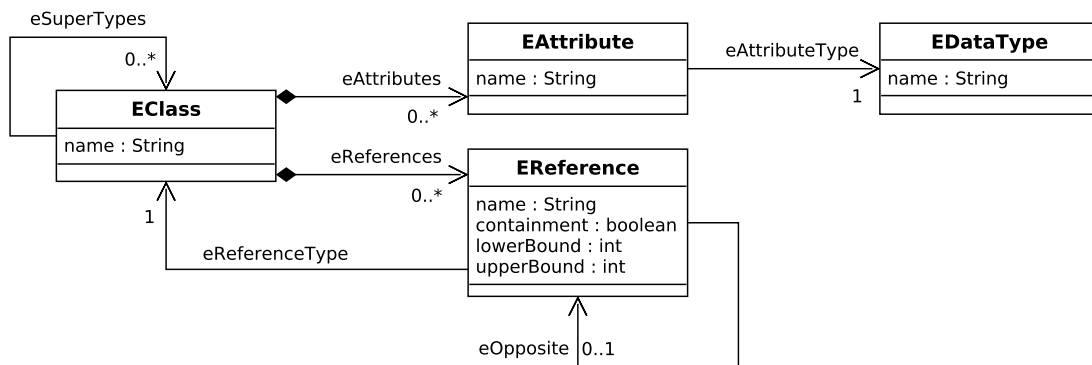 eSuperTypes
0..*
EClass
name : String
eAttributes
0..*
EAttribute
name : String
eAttributeType
1
EDataType
name : String
eReferences
0..*
EReference
name : String
containment : boolean
lowerBound : int
upperBound : int
1
eReferenceType
eOpposite
0..1